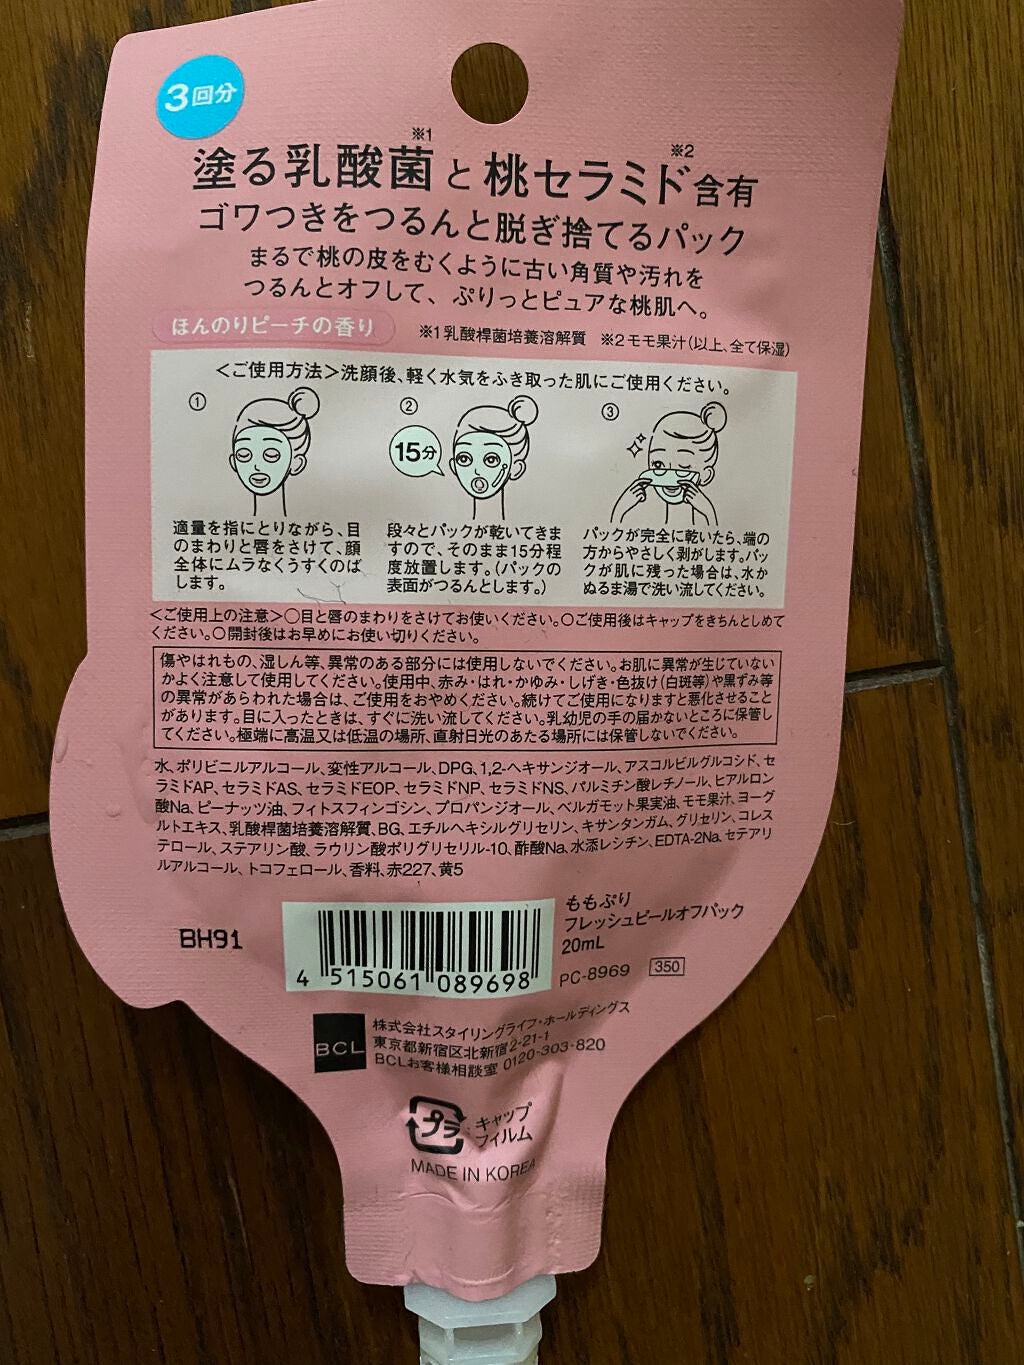 3回分
塗る乳酸菌※1と桃セラミド※2含有
ゴワつきをつるんと脱ぎ捨てるパック
まるで桃の皮をむくように古い角質や汚れを
つるんとオフして、ぷりっとピュアな桃肌へ。
ほんのりピーチの香り
※1乳酸桿菌培養溶解質 ※2モモ果汁(以上、全て保湿)
<ご使用方法>洗顔後、軽く水気をふき取った肌にご使用ください。
①
適量を指にとりながら、目
のまわりと唇をさけて、顔
全体にムラなくうすくのば
します。
②
15分
段々とパックが乾いてきま
すので、そのまま15分程
度放置します。(パックの
表面がつるんとします。)
③
パックが完全に乾いたら、端の
方からやさしく剥がします。パッ
クが肌に残った場合は、水か
ぬるま湯で洗い流してください。
<ご使用上の注意>○目と唇のまわりをさけてお使いください。○ご使用後はキャップをきちんとしめて
ください。○開封後はお早めにお使い切りください。
傷やはれもの、湿しん等、異常のある部分には使用しないでください。お肌に異常が生じていない
かよく注意して使用してください。使用中、赤み・はれ・かゆみ・しげき・色抜け(白斑等)や黒ずみ等
の異常があらわれた場合は、ご使用をおやめください。続けてご使用になりますと悪化させること
があります。目に入ったときは、すぐに洗い流してください。乳幼児の手の届かないところに保管し
てください。極端に高温又は低温の場所、直射日光のあたる場所には保管しないでください。
水、ポリビニルアルコール、変性アルコール、DPG、1,2-ヘキサンジオール、アスコルビルグルコシド、セ
ラミドAP、セラミドAS、セラミドEOP、セラミドNP、セラミドNS、パルミチン酸レチノール、ヒアルロン
酸Na、ピーナッツ油、フィトスフィンゴシン、プロパンジオール、ベルガモット果実油、モモ果汁、ヨーグ
ルトエキス、乳酸桿菌培養溶解質、BG、エチルヘキシルグリセリン、キサンタンガム、グリセリン、コレス
テロール、ステアリン酸、ラウリン酸ポリグリセリル-10、酢酸Na、水添レシチン、EDTA-2Na、セテアリ
ルアルコール、トコフェロール、香料、赤227、黄5
BH91
4 515061 089698
ももぷり
フレッシュピールオフパック
20mL
PC-8969 350
BCL
株式会社スタイリングライフ・ホールディングス
東京都新宿区北新宿2-21-1
BCLお客様相談室 0120-303-820
プラ
:キャップ
フィルム
MADE IN KOREA